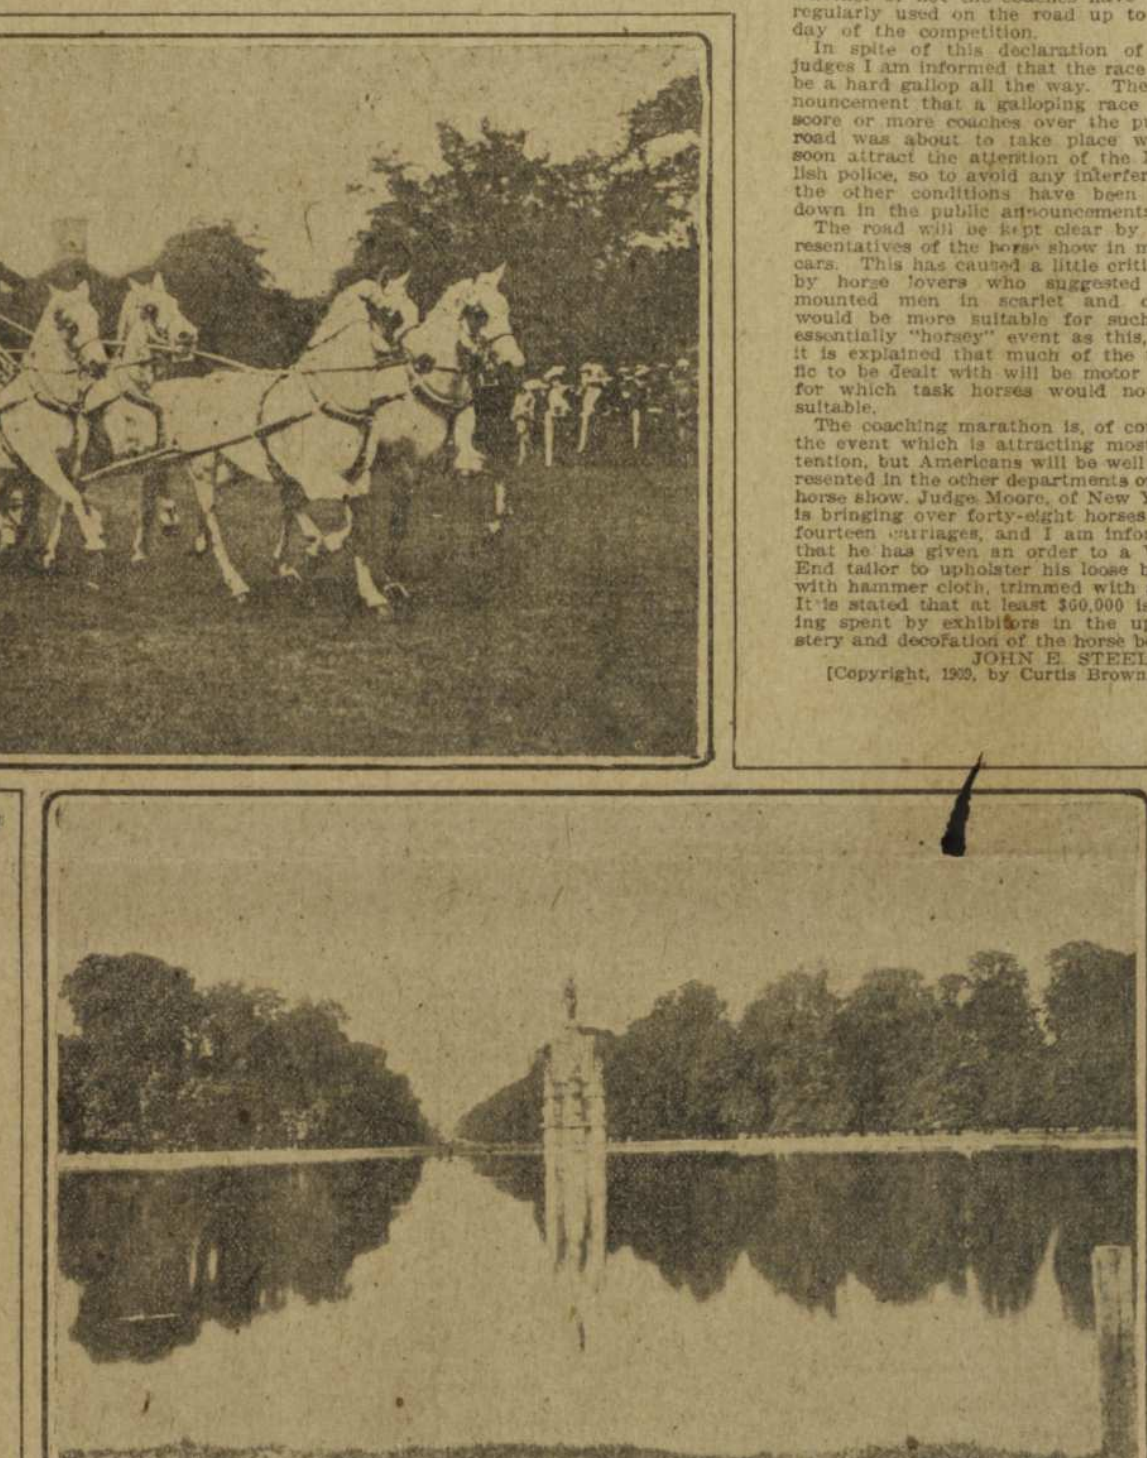 regularly used on the road up to
day of the competition.
In spite of this declaration of
judges I am informed that the race
be a hard gallop all the way. The
nouncement that a galloping race
score or more coaches over the p
road was about to take place w
soon attract the attention of the
lish police, so to avoid any interfer
the other conditions have been
down in the public announcement
The road will be kept clear by
resentatives of the horse show in m
cars. This has caused a little criti
by horse lovers who suggested
mounted men in scarlet and
would be more suitable for such
essentially "horsey" event as this,
it is explained that much of the
fic to be dealt with will be motor
for which task horses would no
suitable.
The coaching marathon is, of co
the event which is attracting mos
tention, but Americans will be well
resented in the other departments o
horse show. Judge Moore, of New
is bringing over forty-eight horses
fourteen carriages, and I am info
that he has given an order to a
End tailor to upholster his loose b
with hammer cloth, trimmed with
It is stated that at least $60,000 is
ing spent by exhibitors in the up
stery and decoration of the horse b
JOHN E. STEEL
[Copyright, 1909, by Curtis Brown